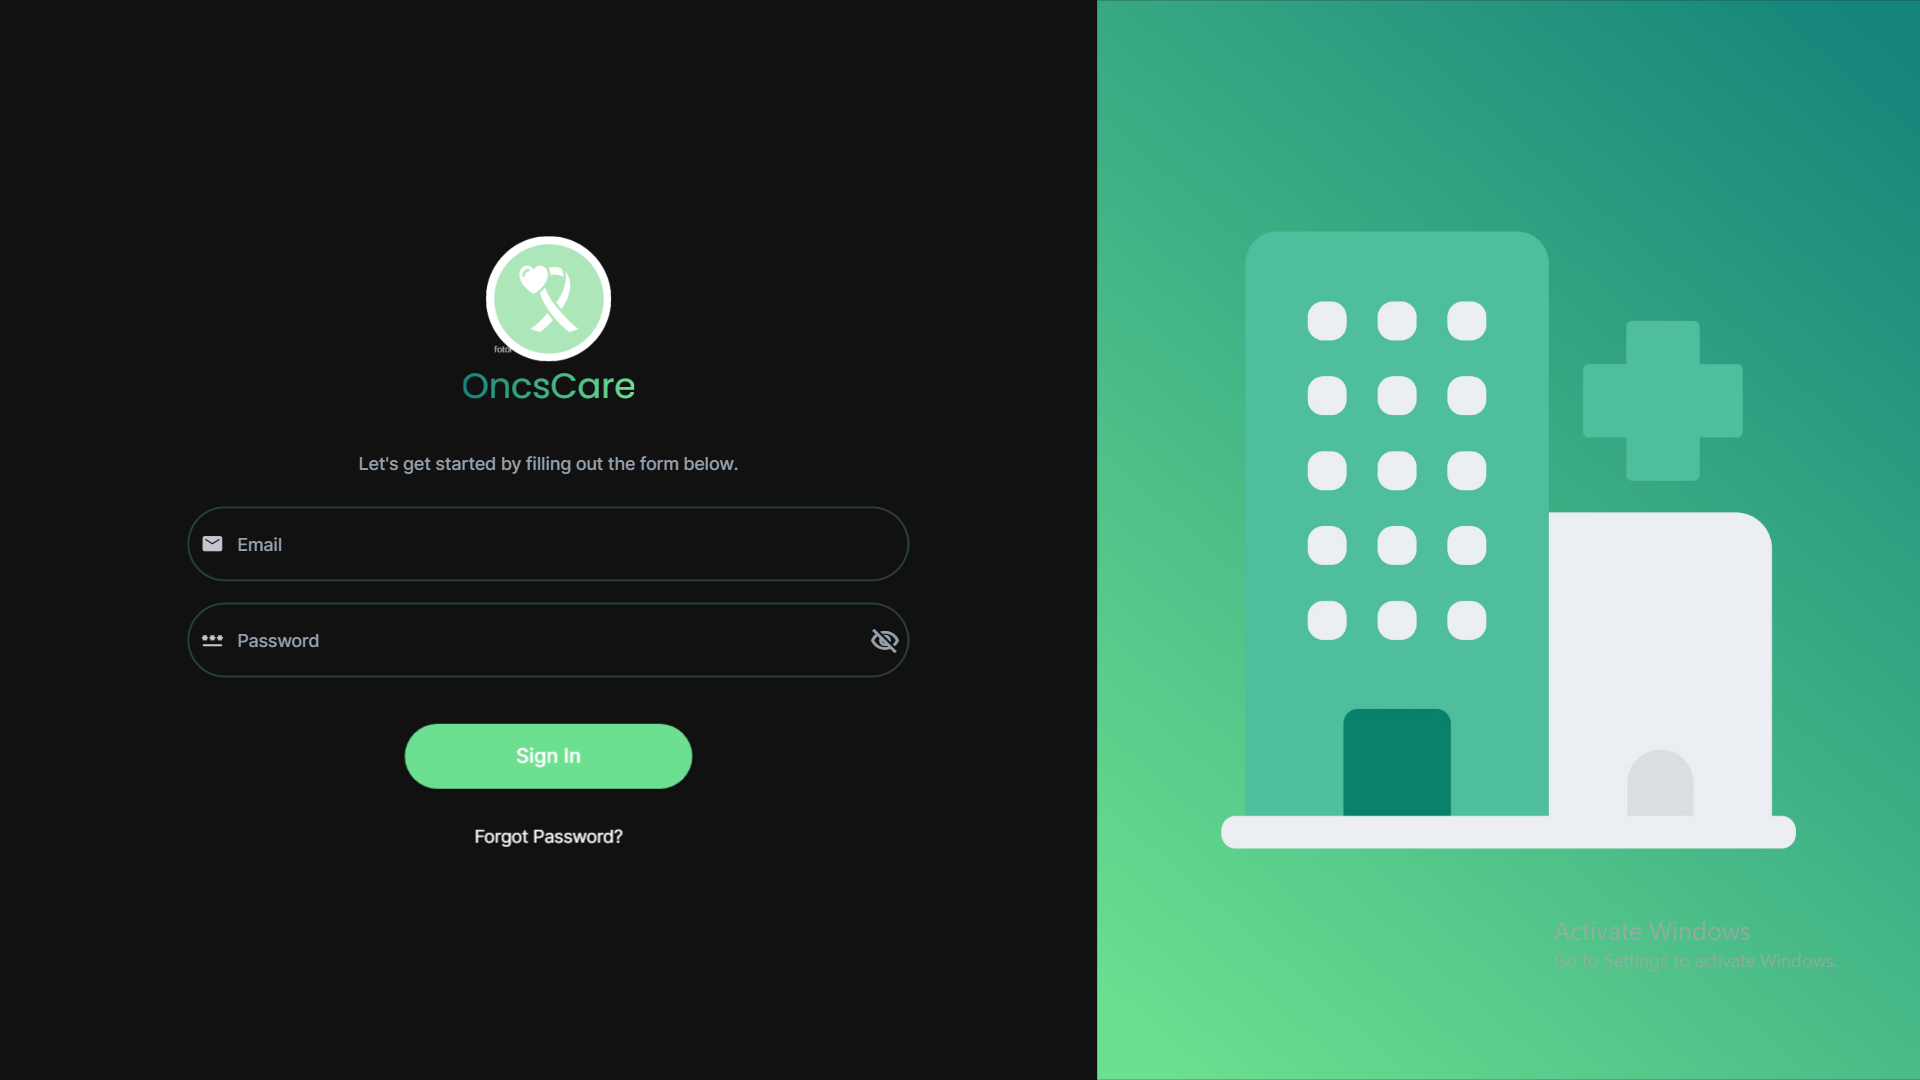 OncsCare
Let's get started by filling out the form below.
Email
Password
Sign In
Forgot Password?
Activate Windows
Go to Settings to activate Windows.